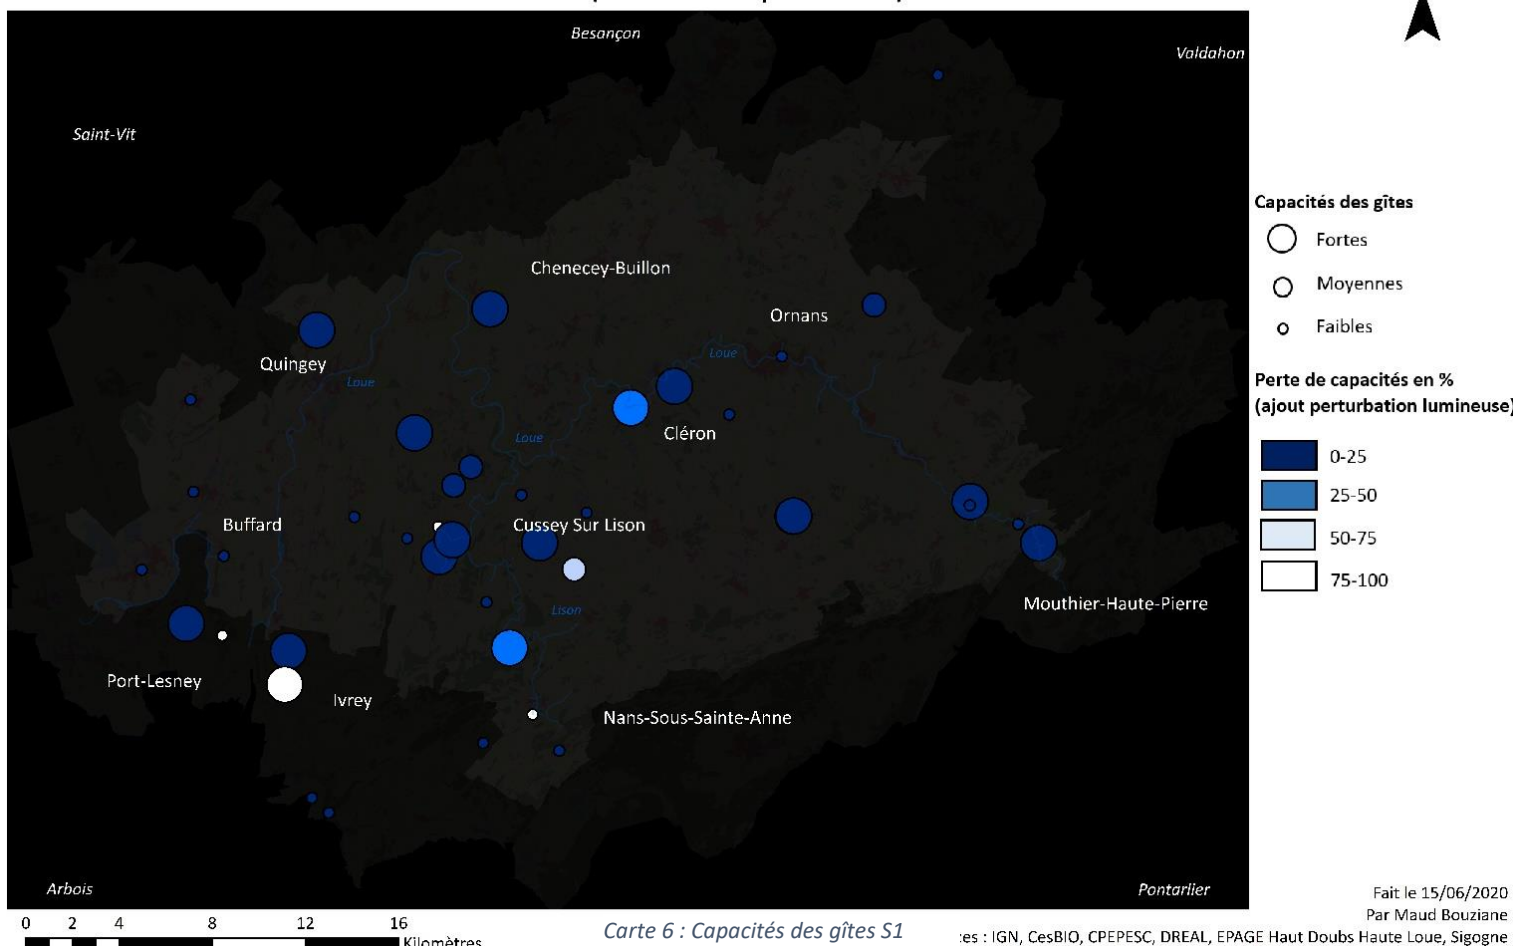 Besançon
Valdahon
Saint-Vit
Chenecey-Buillon
Ornans
Loue
Quingey
Loue
Cléron
Loue
Buffard
Cussey Sur Lison
Lison
Mouthier-Haute-Pierre
Port-Lesney
Ivrey
Nans-Sous-Sainte-Anne
Arbois
Pontarlier
Capacités des gîtes
Fortes
Moyennes
Faibles
Perte de capacités en %
(ajout perturbation lumineuse)
0-25
25-50
50-75
75-100
0 2 4 8 12 16
Kilomètres
Carte 6 : Capacités des gîtes S1
Fait le 15/06/2020
Par Maud Bouziane
: IGN, CesBIO, CPEPESC, DREAL, EPAGE Haut Doubs Haute Loue, Sigogne